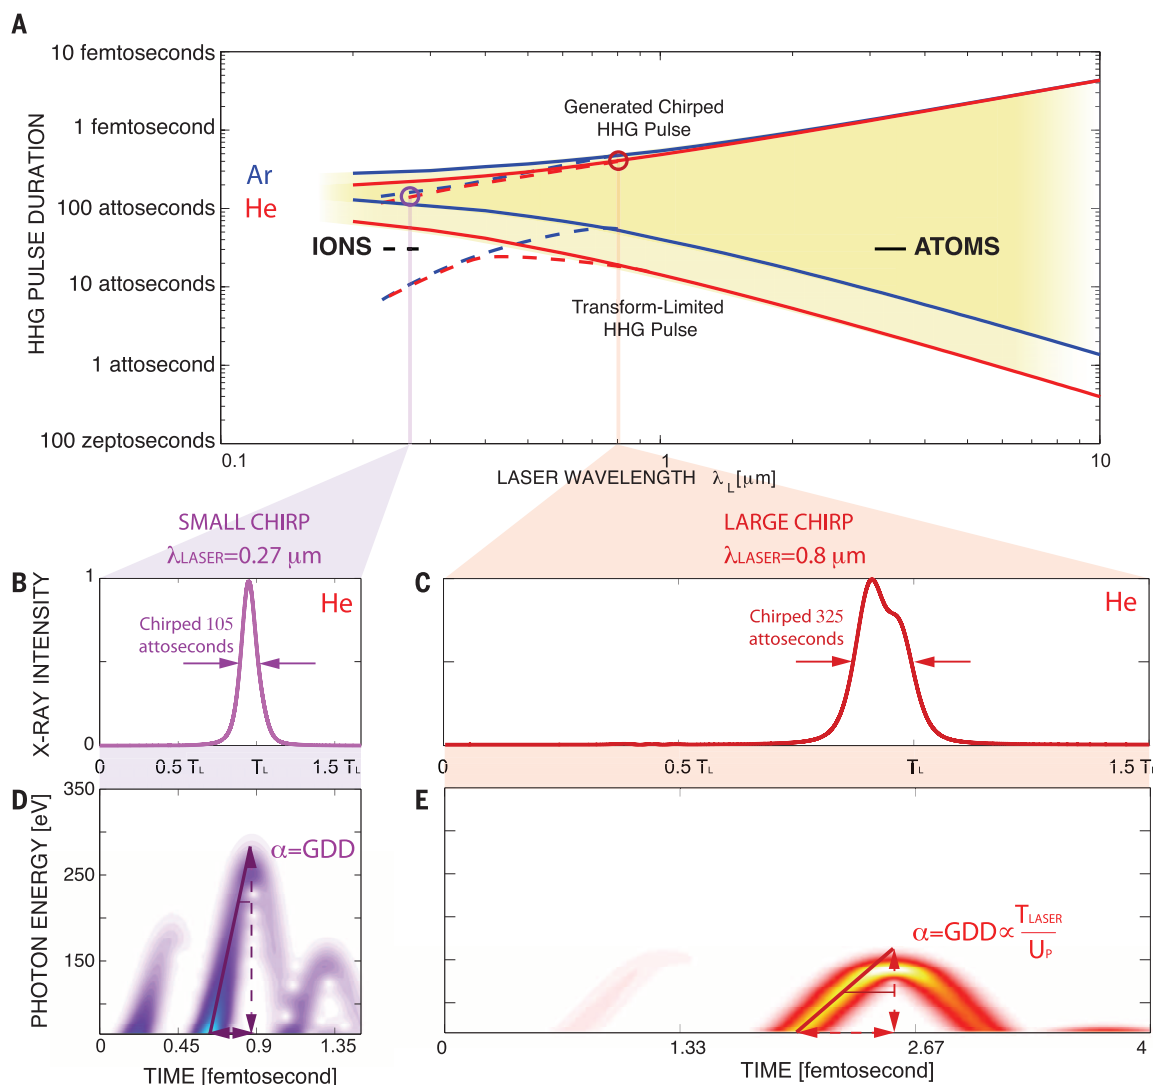 A
10 femtoseconds
1 femtosecond
100 attoseconds
10 attoseconds
1 attosecond
100 zeptoseconds
HHG PULSE DURATION
Ar
He
Generated Chirped
HHG Pulse
IONS
ATOMS
Transform-Limited
HHG Pulse
0.1
1
10
LASER WAVELENGTH λL[μm]
SMALL CHIRP
λLASER=0.27 μm
LARGE CHIRP
λLASER=0.8 μm
B
X-RAY INTENSITY
1
0
He
Chirped 105
attoseconds
0
0.5 TL
TL
1.5 TL
C
He
Chirped 325
attoseconds
0
0.5 TL
TL
1.5 TL
D
PHOTON ENERGY [eV]
350
250
150
α=GDD
0
0.45
0.9
1.35
TIME [femtosecond]
E
α=GDD∝TLASER
UP
0
1.33
2.67
4
TIME [femtosecond]